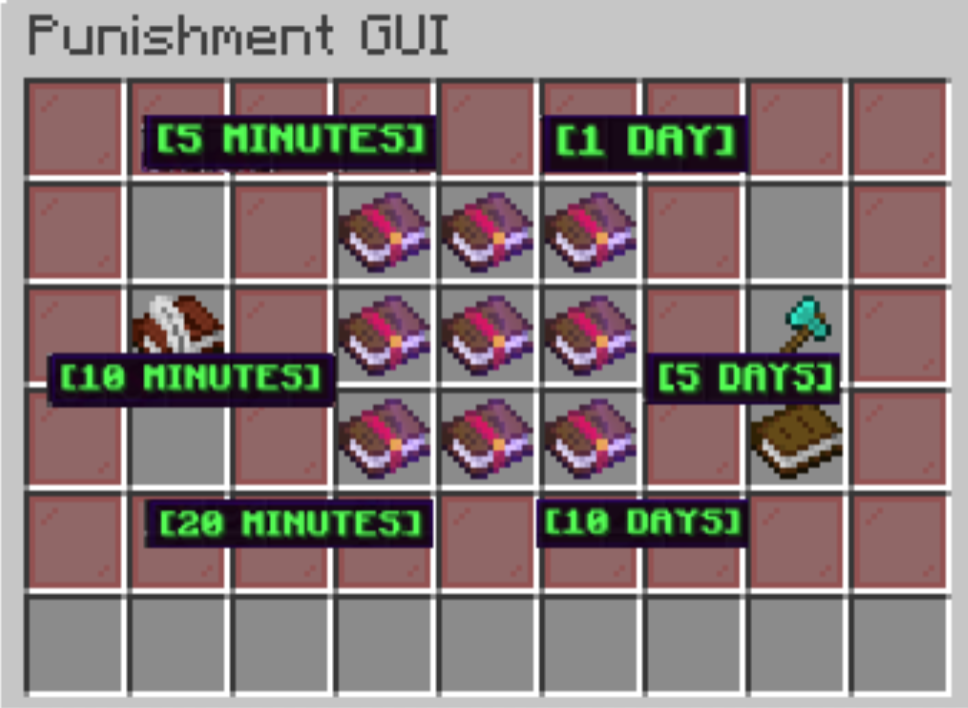 Punishment GUI
[5 MINUTES]
[1 DAY]
[10 MINUTES]
[5 DAYS]
[20 MINUTES]
[10 DAYS]